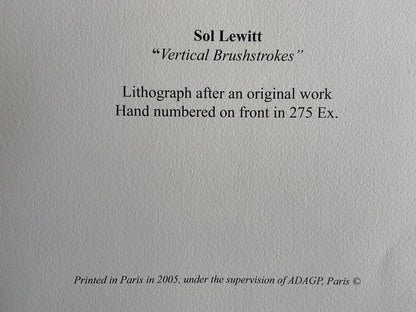 Sol Lewitt
“Vertical Brushstrokes”
Lithograph after an original work
Hand numbered on front in 275 Ex.
Printed in Paris in 2005, under the supervision of ADAGP, Paris ©